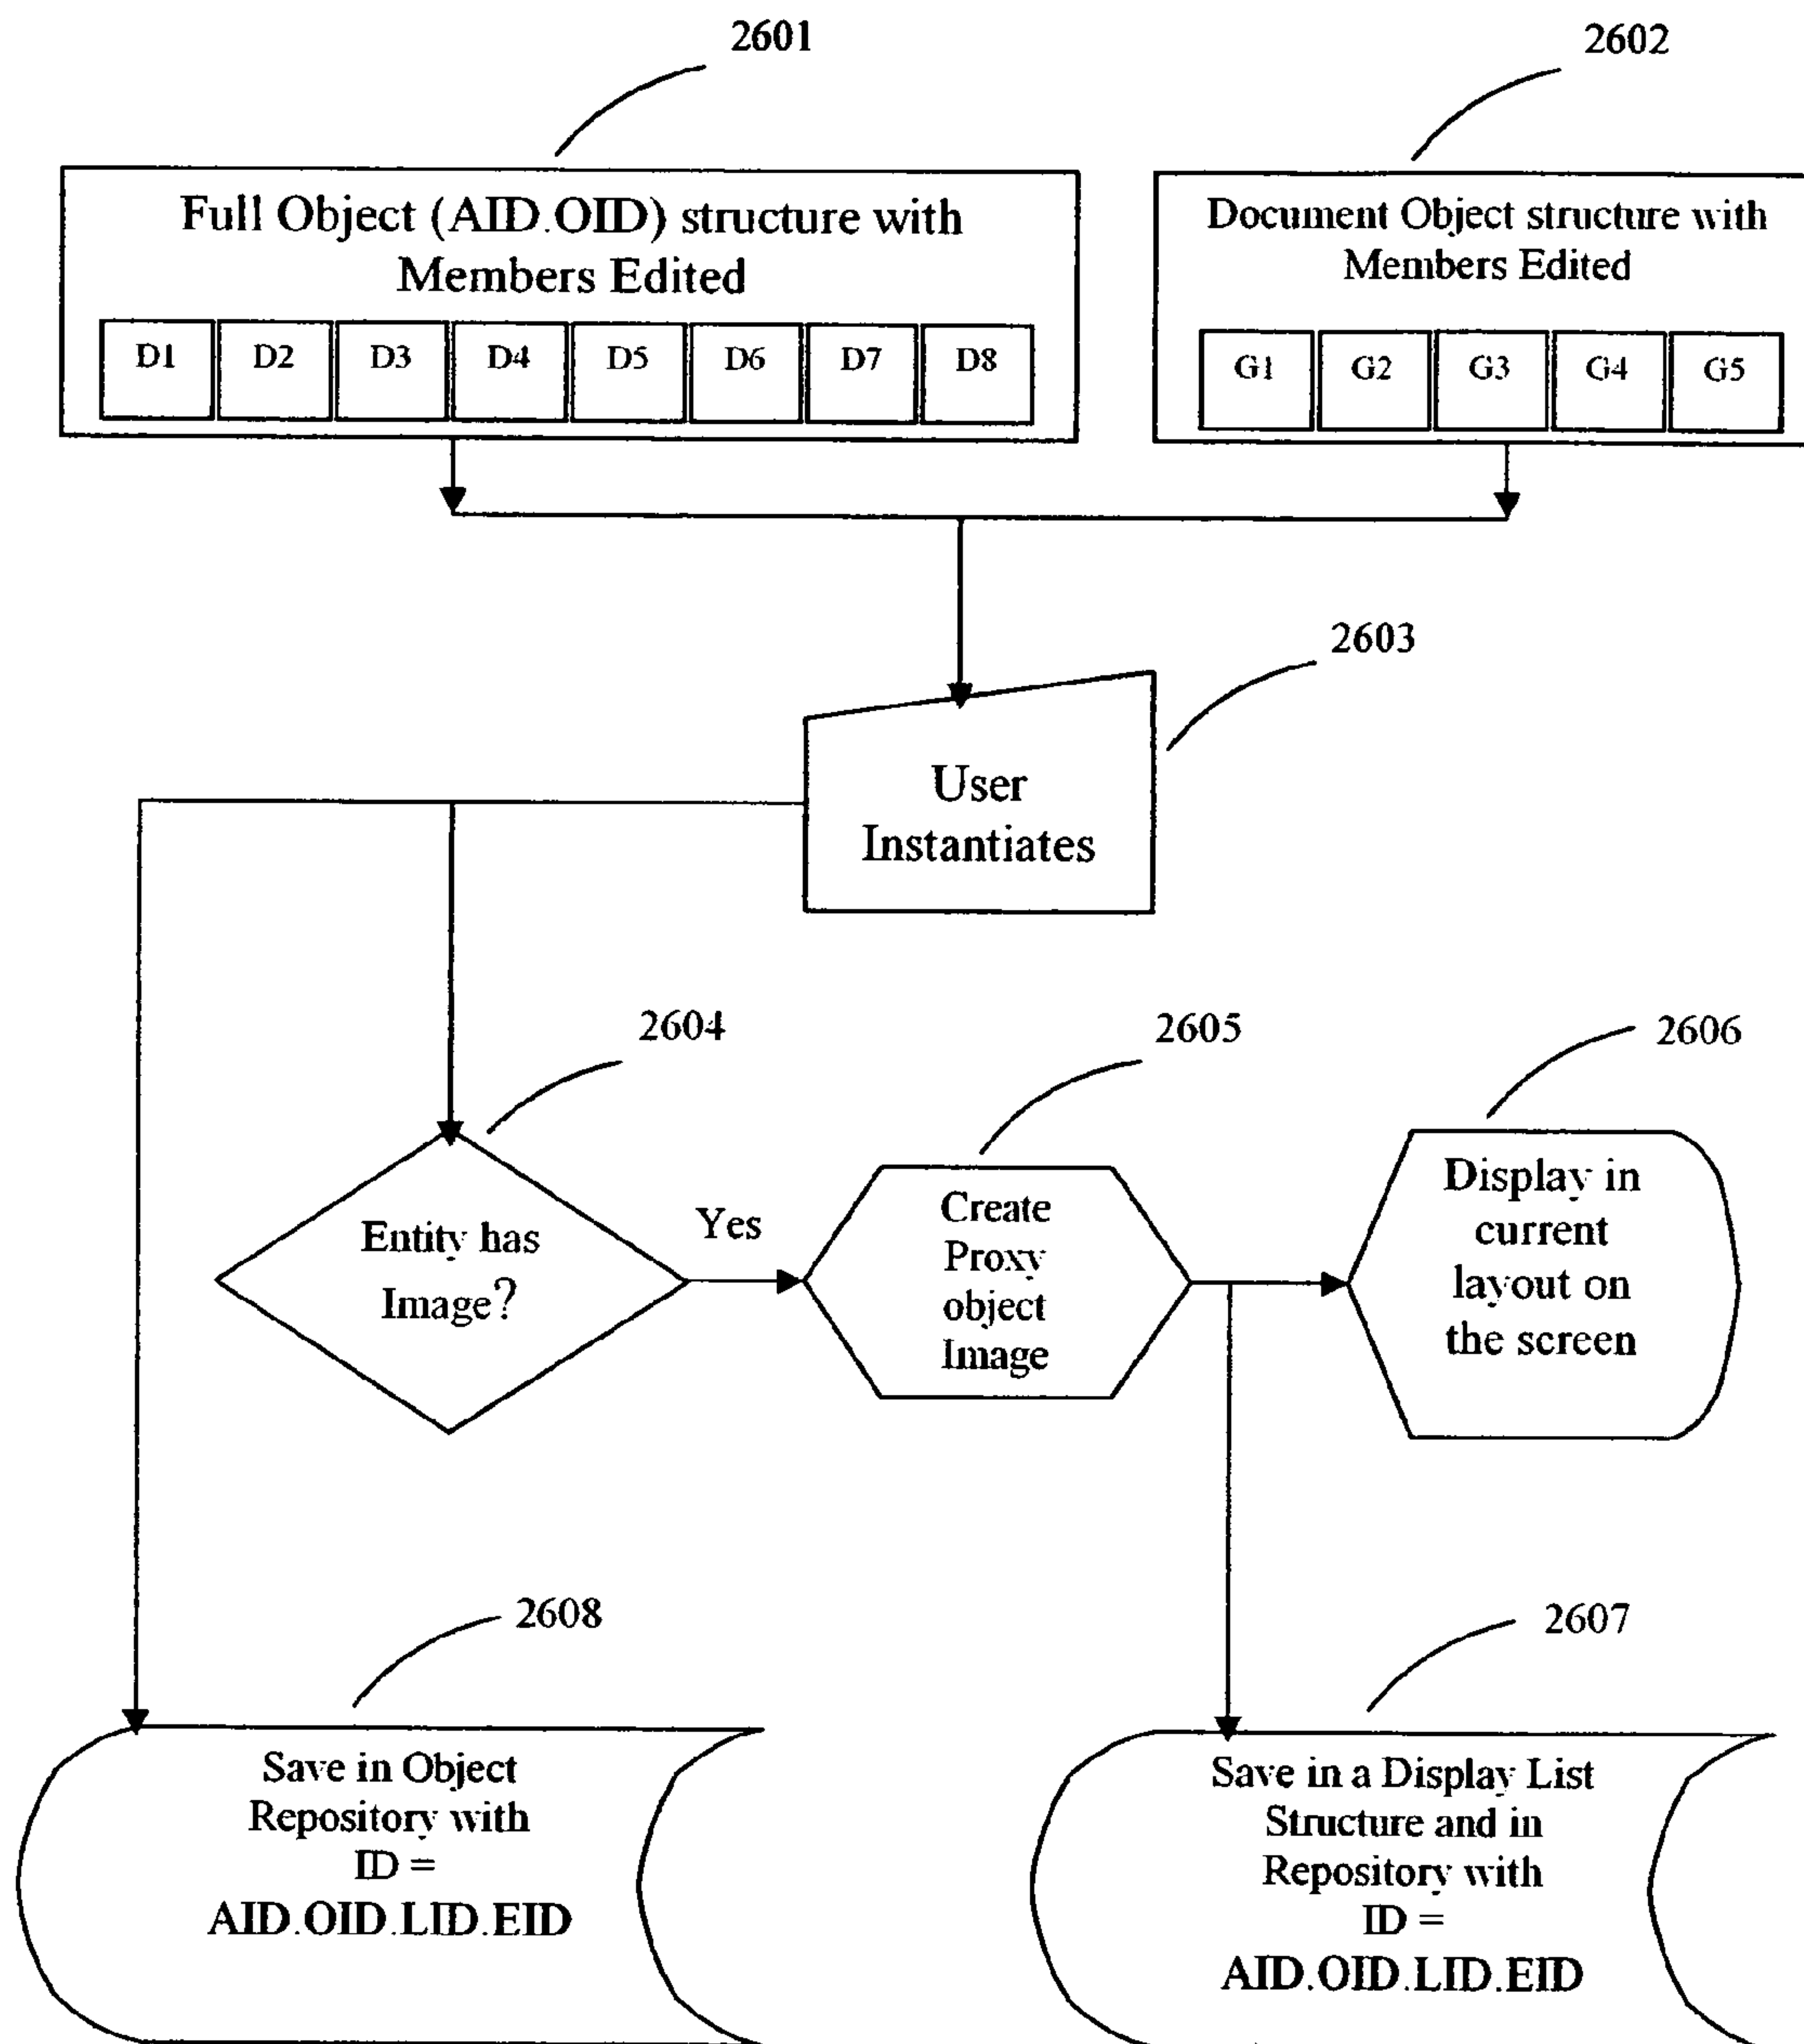 2601
2602
Full Object (AID.OID) structure with
Members Edited
D1 D2 D3 D4 D5 D6 D7 D8
Document Object structure with
Members Edited
G1 G2 G3 G4 G5
2603
User
Instantiates
2604
2605
2606
Entity has
Image?
Yes
Create
Proxy
object
Image
Display in
current
layout on
the screen
2608
2607
Save in Object
Repository with
ID =
AID.OID.LID.EID
Save in a Display List
Structure and in
Repository with
ID =
AID.OID.LID.EID